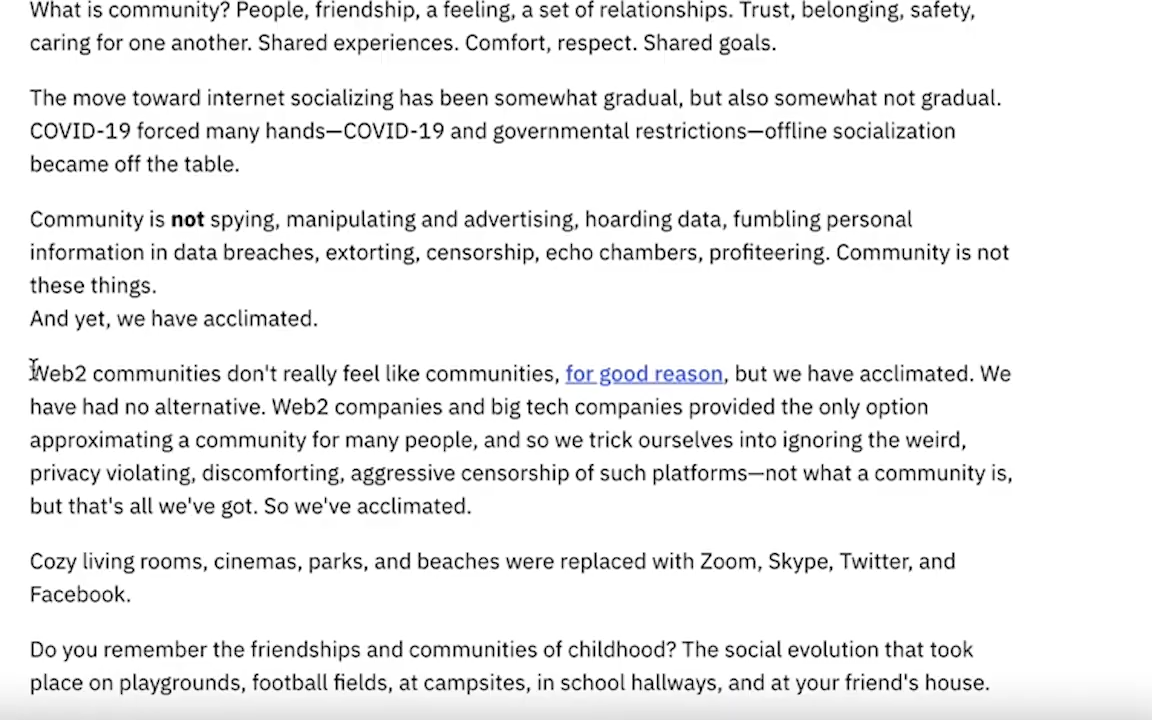 What is community? People, friendship, a feeling, a set of relationships. Trust, belonging, safety,
caring for one another. Shared experiences. Comfort, respect. Shared goals.
The move toward internet socializing has been somewhat gradual, but also somewhat not gradual.
COVID-19 forced many hands—COVID-19 and governmental restrictions—offline socialization
became off the table.
Community is not spying, manipulating and advertising, hoarding data, fumbling personal
information in data breaches, extorting, censorship, echo chambers, profiteering. Community is not
these things.
And yet, we have acclimated.
Web2 communities don't really feel like communities, for good reason, but we have acclimated. We
have had no alternative. Web2 companies and big tech companies provided the only option
approximating a community for many people, and so we trick ourselves into ignoring the weird,
privacy violating, discomforting, aggressive censorship of such platforms—not what a community is,
but that's all we've got. So we've acclimated.
Cozy living rooms, cinemas, parks, and beaches were replaced with Zoom, Skype, Twitter, and
Facebook.
Do you remember the friendships and communities of childhood? The social evolution that took
place on playgrounds, football fields, at campsites, in school hallways, and at your friend's house.